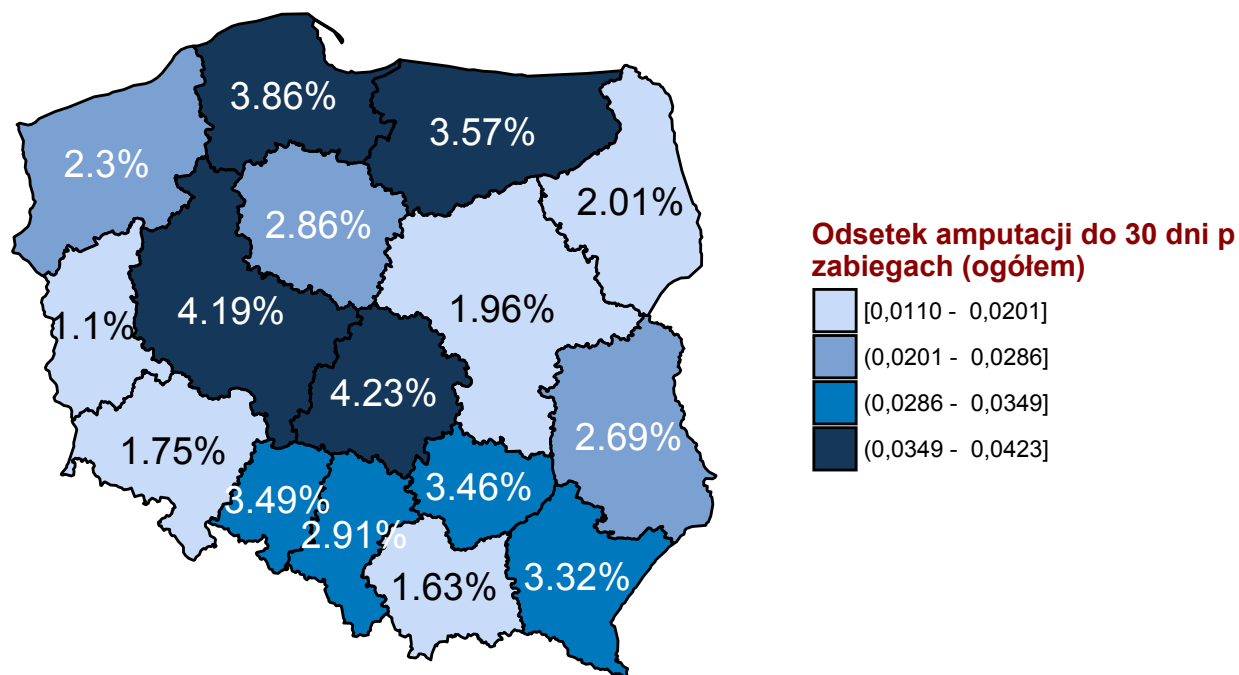 3.86%
3.57%
2.3%
2.01%
2.86%
1.96%
4.19%
1.1%
4.23%
2.69%
1.75%
3.46%
3.49%
2.91%
3.32%
1.63%
Odsetek amputacji do 30 dni p
zabiegach (ogółem)
[0,0110 - 0,0201]
(0,0201 - 0,0286]
(0,0286 - 0,0349]
(0,0349 - 0,0423]